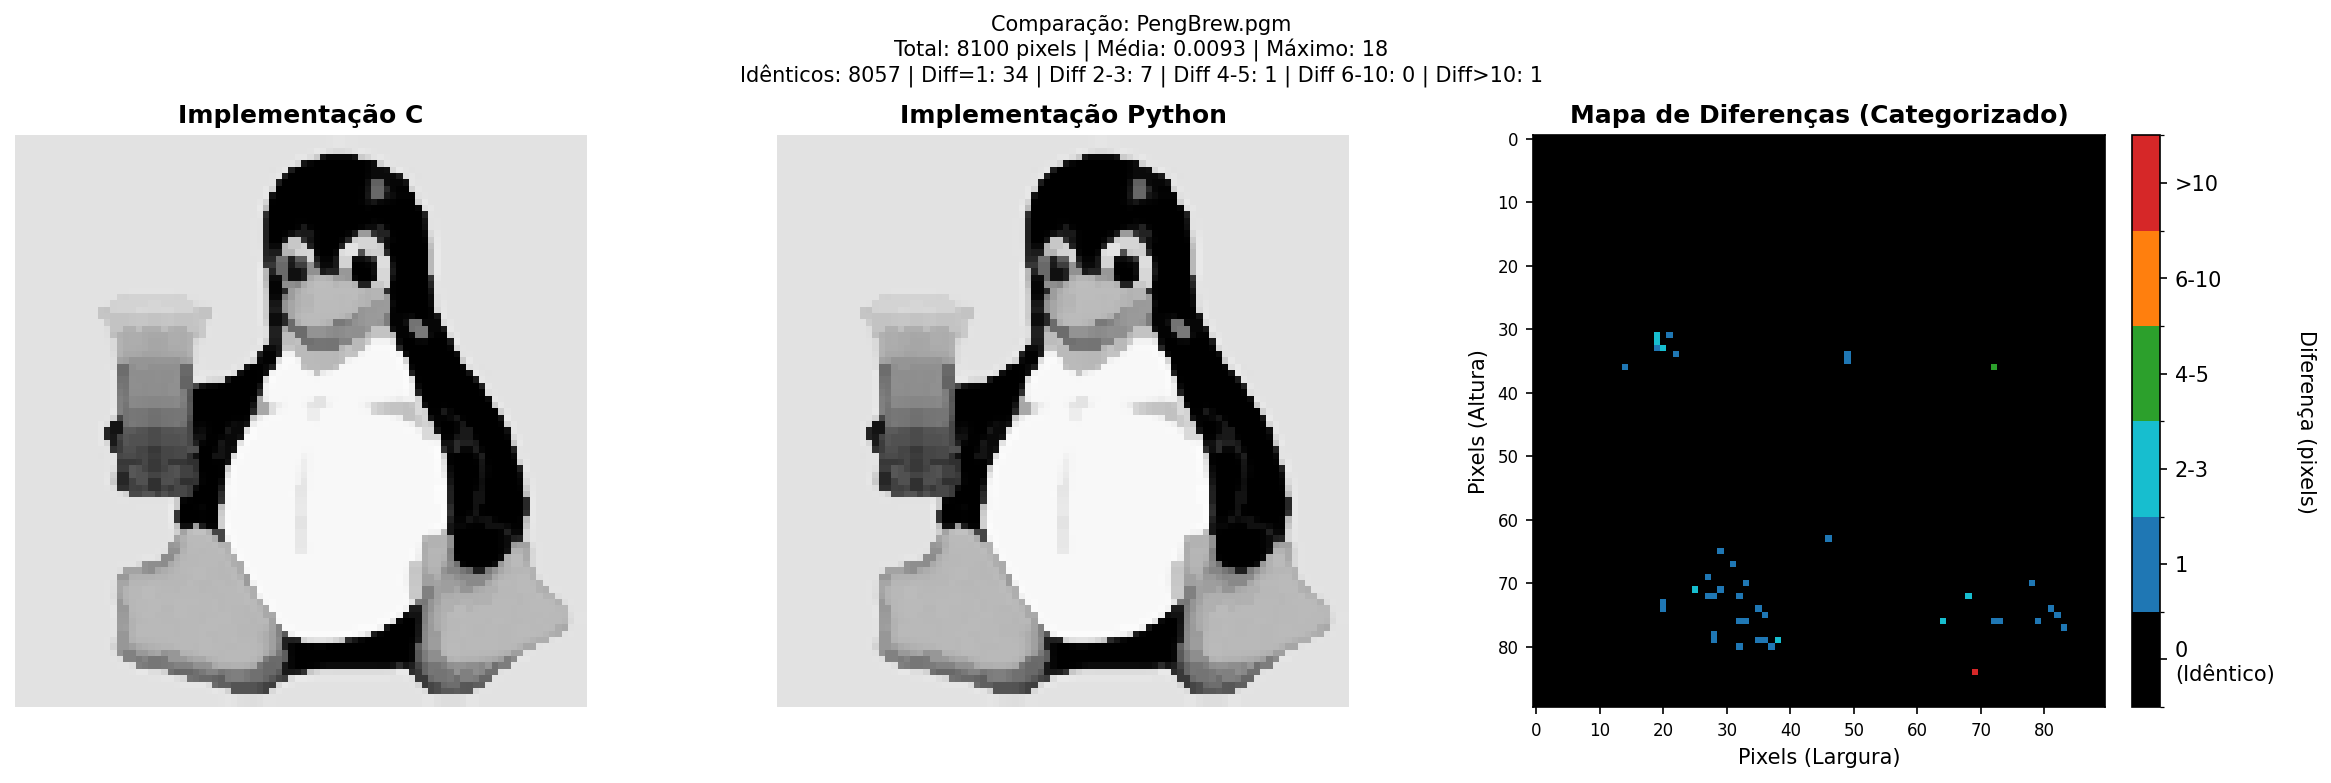 Comparação: PengBrew.pgm
Total: 8100 pixels | Média: 0.0093 | Máximo: 18
Idênticos: 8057 | Diff=1: 34 | Diff 2-3: 7 | Diff 4-5: 1 | Diff 6-10: 0 | Diff>10: 1
Implementação C
Implementação Python
Mapa de Diferenças (Categorizado)
0
10
20
30
40
50
60
70
80
Pixels (Altura)
0
10
20
30
40
50
60
70
80
Pixels (Largura)
>10
6-10
4-5
2-3
1
0
(Idêntico)
Diferença (pixels)